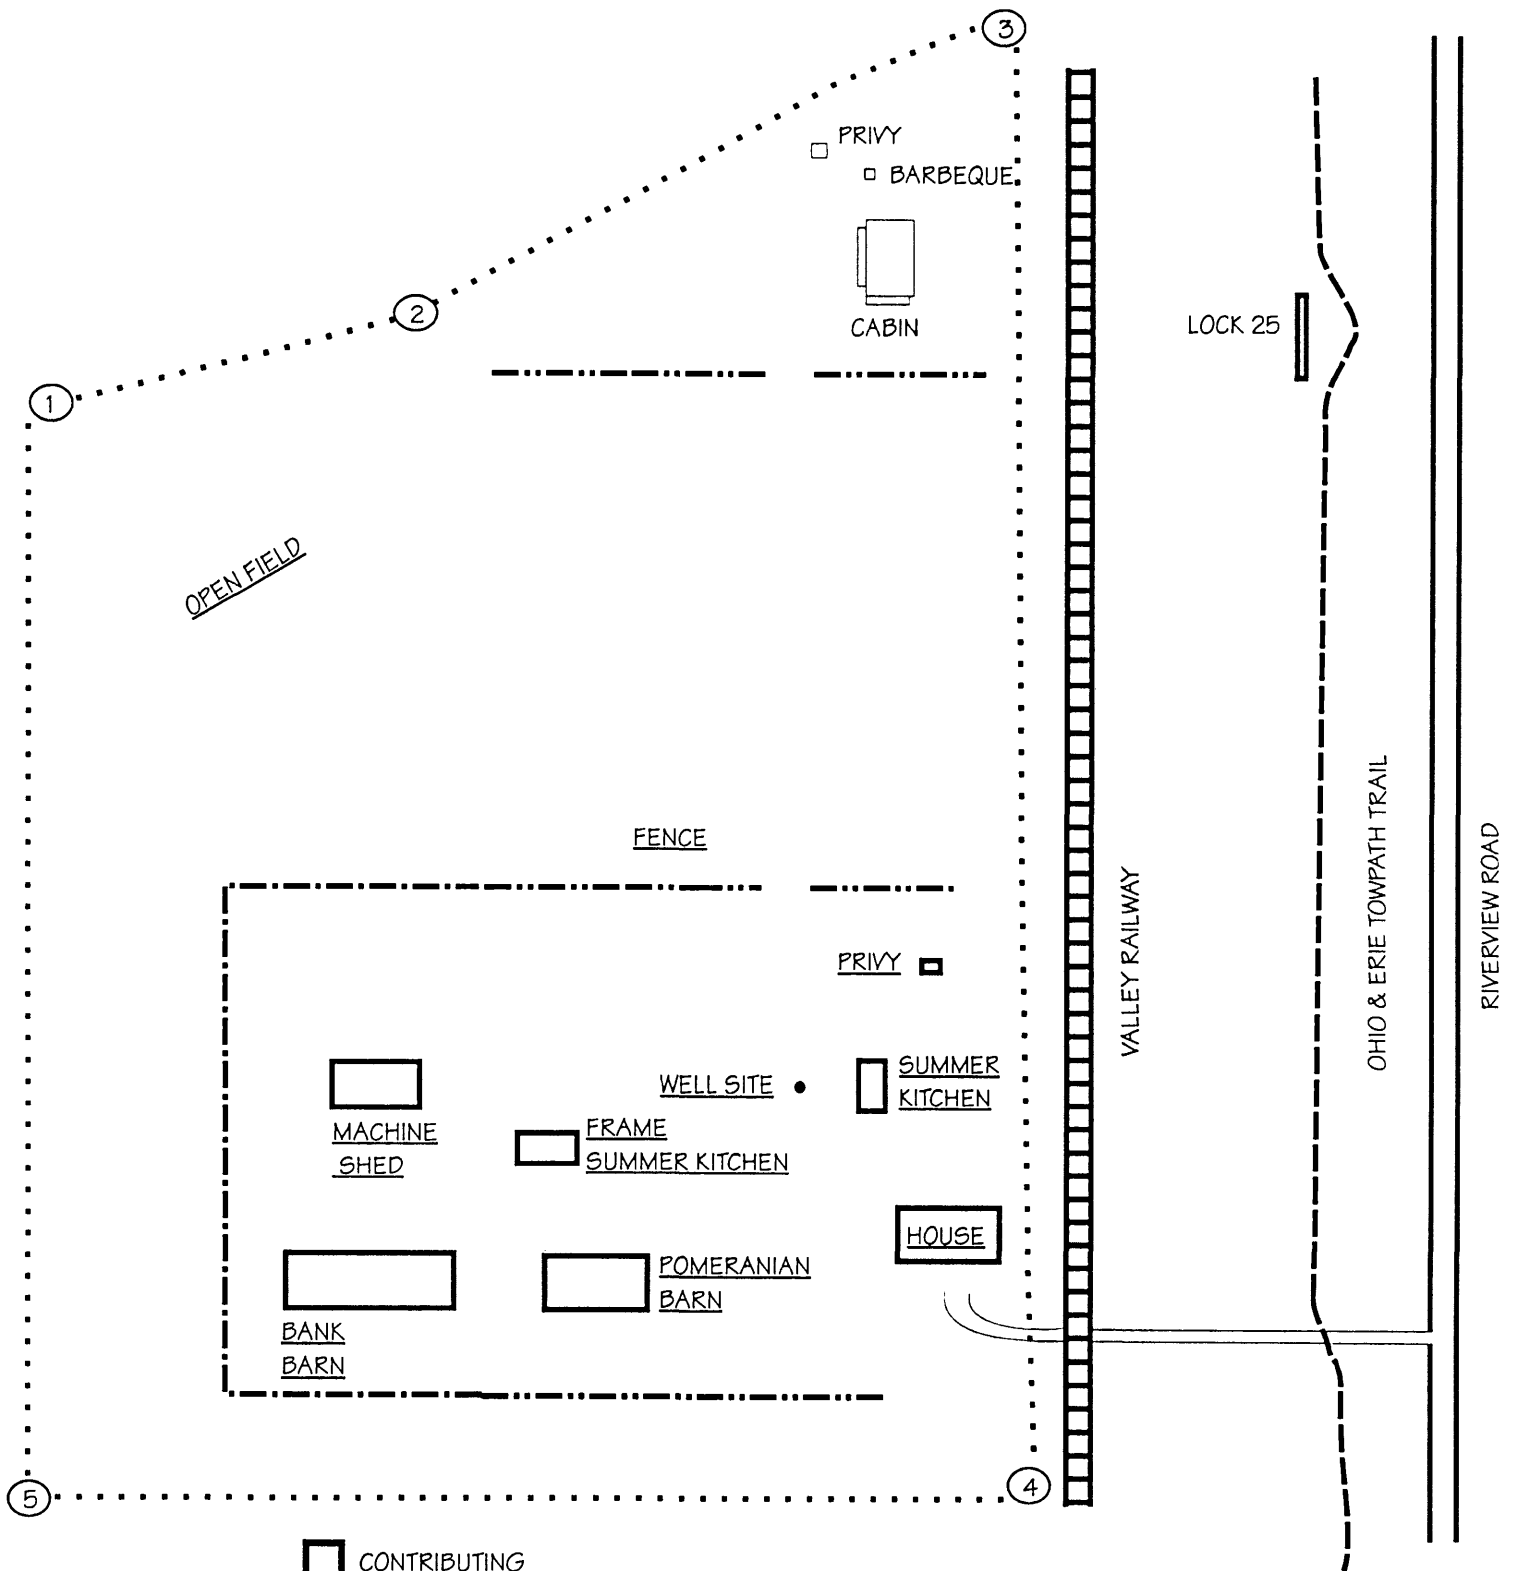 3
PRIVY
BARBEQUE
2
CABIN
LOCK 25
1
OPEN FIELD
FENCE
OHIO & ERIE TOWPATH TRAIL
RIVERVIEW ROAD
VALLEY RAILWAY
PRIVY
WELL SITE
SUMMER
KITCHEN
MACHINE
SHED
FRAME
SUMMER KITCHEN
HOUSE
POMERANIAN
BARN
BANK
BARN
5
4
CONTRIBUTING